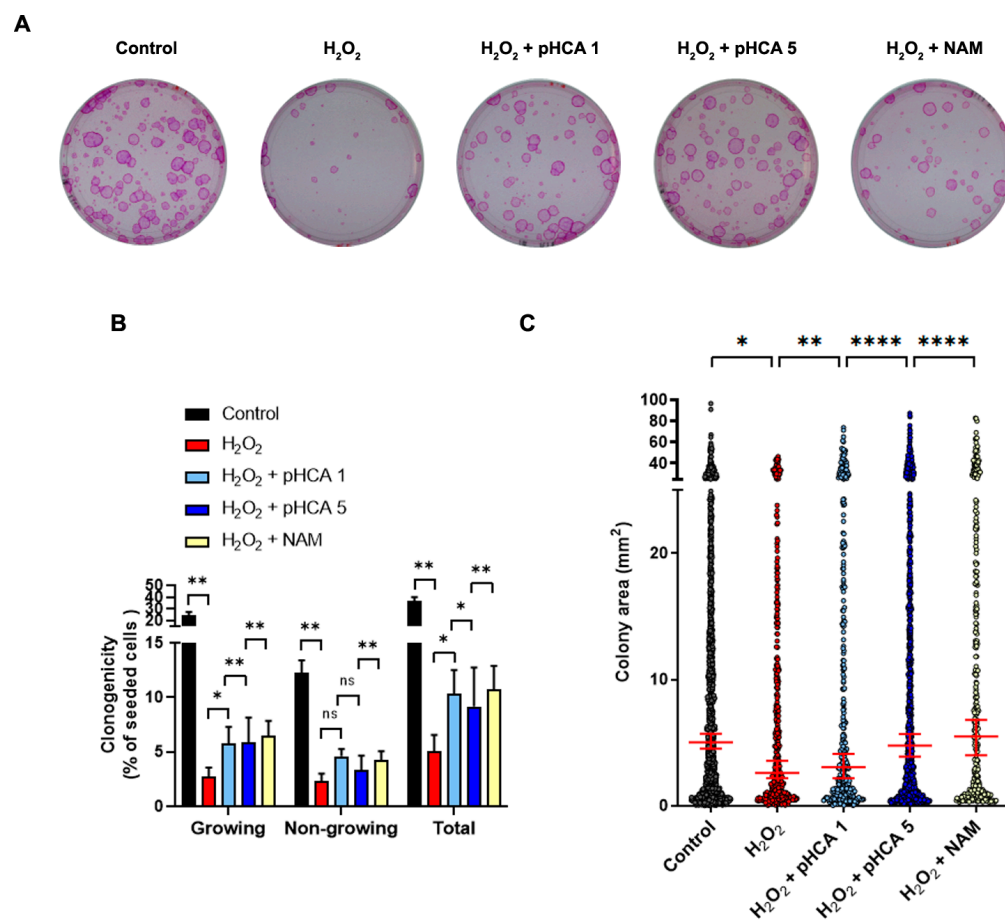 A
Control
H₂O₂
H₂O₂ + pHCA 1
H₂O₂ + pHCA 5
H₂O₂ + NAM
B
Control
H₂O₂
H₂O₂ + pHCA 1
H₂O₂ + pHCA 5
H₂O₂ + NAM
Clonogenicity
(% of seeded cells )
50
40
30
20
15
10
5
0
** ** * ** **
** ns ns **
** * * **
Growing
Non-growing
Total
C
* ** **** ****
Colony area (mm²)
100
80
60
40
20
10
0
Control
H₂O₂
H₂O₂ + pHCA 1
H₂O₂ + pHCA 5
H₂O₂ + NAM